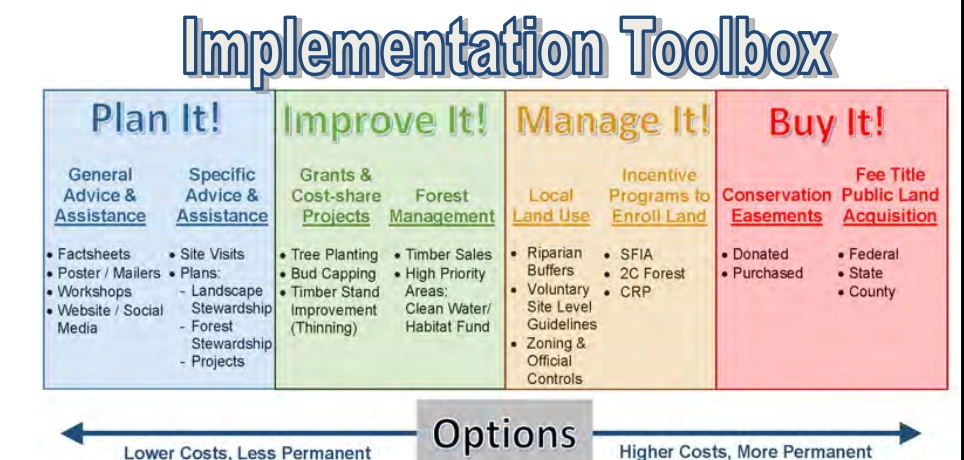 Implementation Toolbox
Plan It!
General
Advice &
Assistance
• Factsheets
• Poster / Mailers
• Workshops
• Website / Social
Media
Specific
Advice &
Assistance
• Site Visits
• Plans:
- Landscape
Stewardship
- Forest
Stewardship
- Projects
Improve It!
Grants &
Cost-share
Projects
• Tree Planting
• Bud Capping
• Timber Stand
Improvement
(Thinning)
Forest
Management
• Timber Sales
• High Priority
Areas:
Clean Water/
Habitat Fund
Manage It!
Local
Land Use
• Riparian
Buffers
• Voluntary
Site Level
Guidelines
• Zoning &
Official
Controls
Incentive
Programs to
Enroll Land
• SFIA
• 2C Forest
• CRP
Buy It!
Conservation
Easements
• Donated
• Purchased
Fee Title
Public Land
Acquisition
• Federal
• State
• County
Options
Lower Costs, Less Permanent
Higher Costs, More Permanent